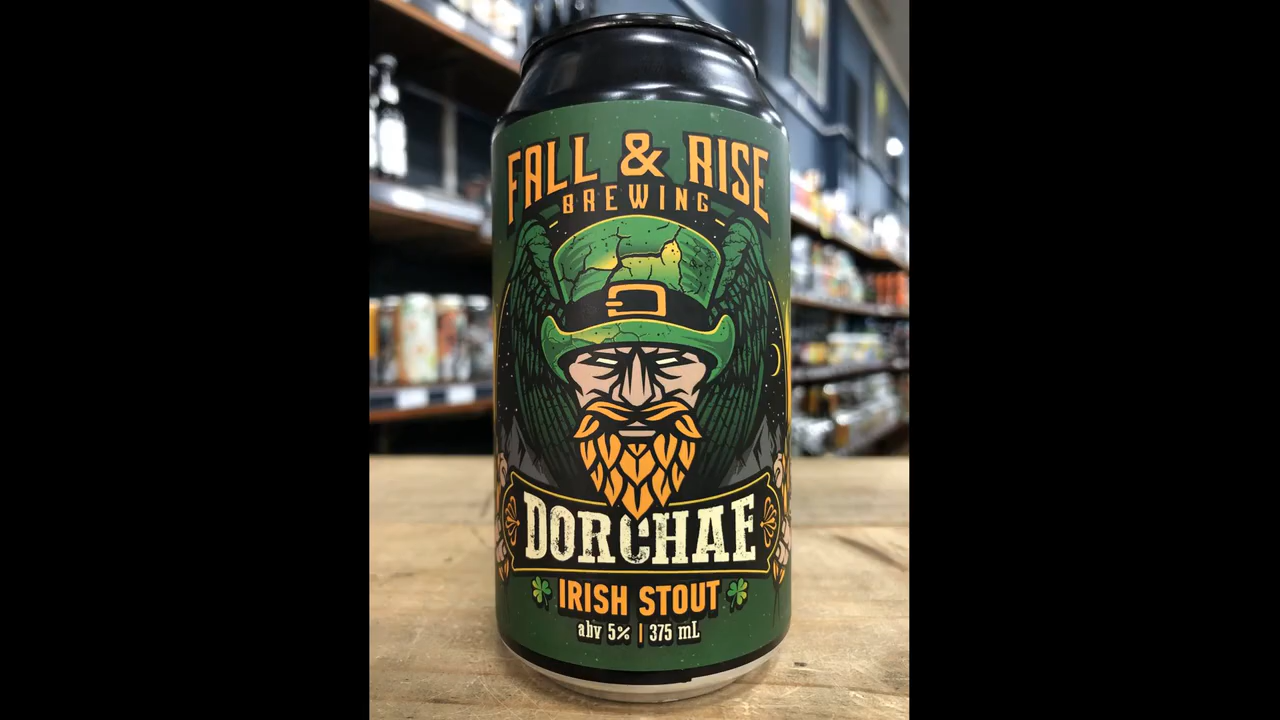 FALL & RISE
BREWING
DORCHAE
IRISH STOUT
abv 5% | 375 mL